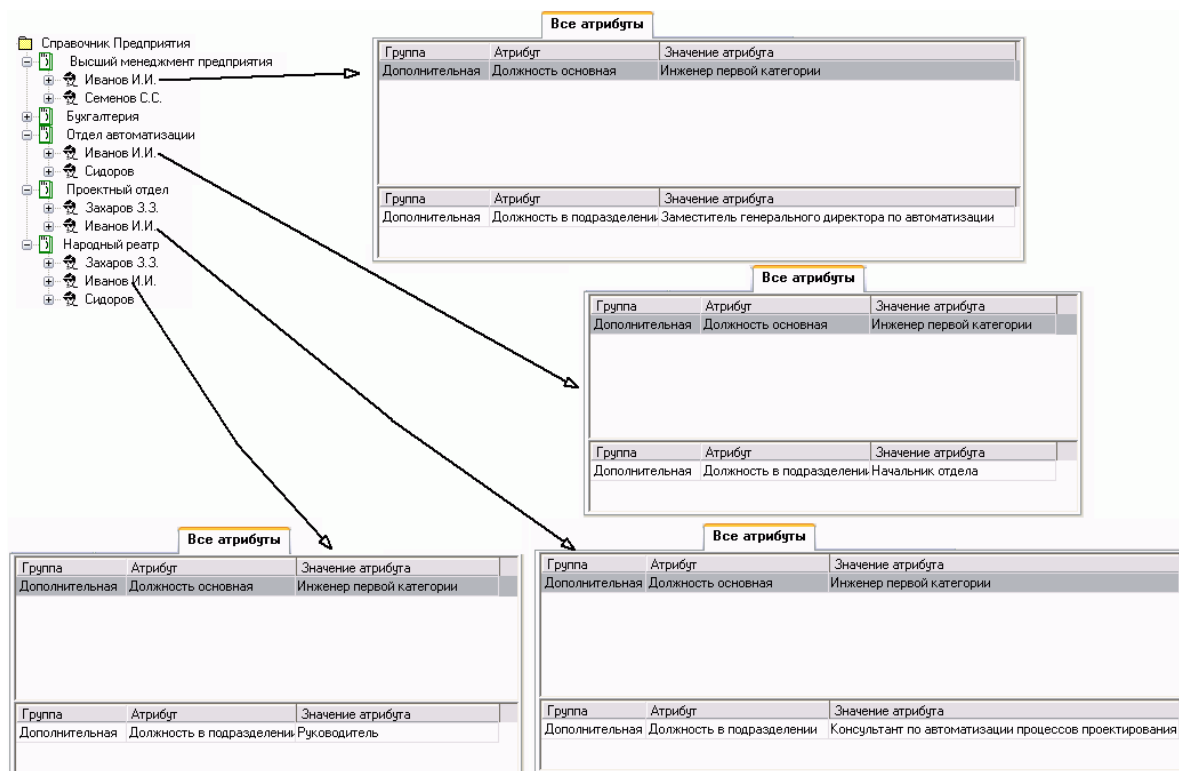 Справочник Предприятия
Высший менеджмент предприятия
Иванов И.И.
Семенов С.С.
Бухгалтерия
Отдел автоматизации
Иванов И.И.
Сидоров
Проектный отдел
Захаров З.З.
Иванов И.И.
Народный реатр
Захаров З.З.
Иванов И.И.
Сидоров
Все атрибуты
Группа Атрибут Значение атрибута
Дополнительная Должность основная Инженер первой категории
Группа Атрибут Значение атрибута
Дополнительная Должность в подразделени Заместитель генерального директора по автоматизации
Все атрибуты
Группа Атрибут Значение атрибута
Дополнительная Должность основная Инженер первой категории
Группа Атрибут Значение атрибута
Дополнительная Должность в подразделени Начальник отдела
Все атрибуты
Группа Атрибут Значение атрибута
Дополнительная Должность основная Инженер первой категории
Группа Атрибут Значение атрибута
Дополнительная Должность в подразделени Руководитель
Все атрибуты
Группа Атрибут Значение атрибута
Дополнительная Должность основная Инженер первой категории
Группа Атрибут Значение атрибута
Дополнительная Должность в подразделении Консультант по автоматизации процессов проектирования